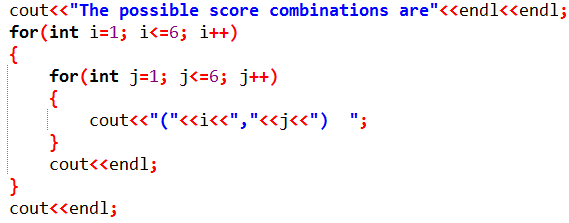 cout<<"The possible score combinations are"<<endl<<endl;
for(int i=1; i<=6; i++)
{
    for(int j=1; j<=6; j++)
    {
        cout<<"("<<i<<","<<j<<")  ";
    }
    cout<<endl;
}
cout<<endl;